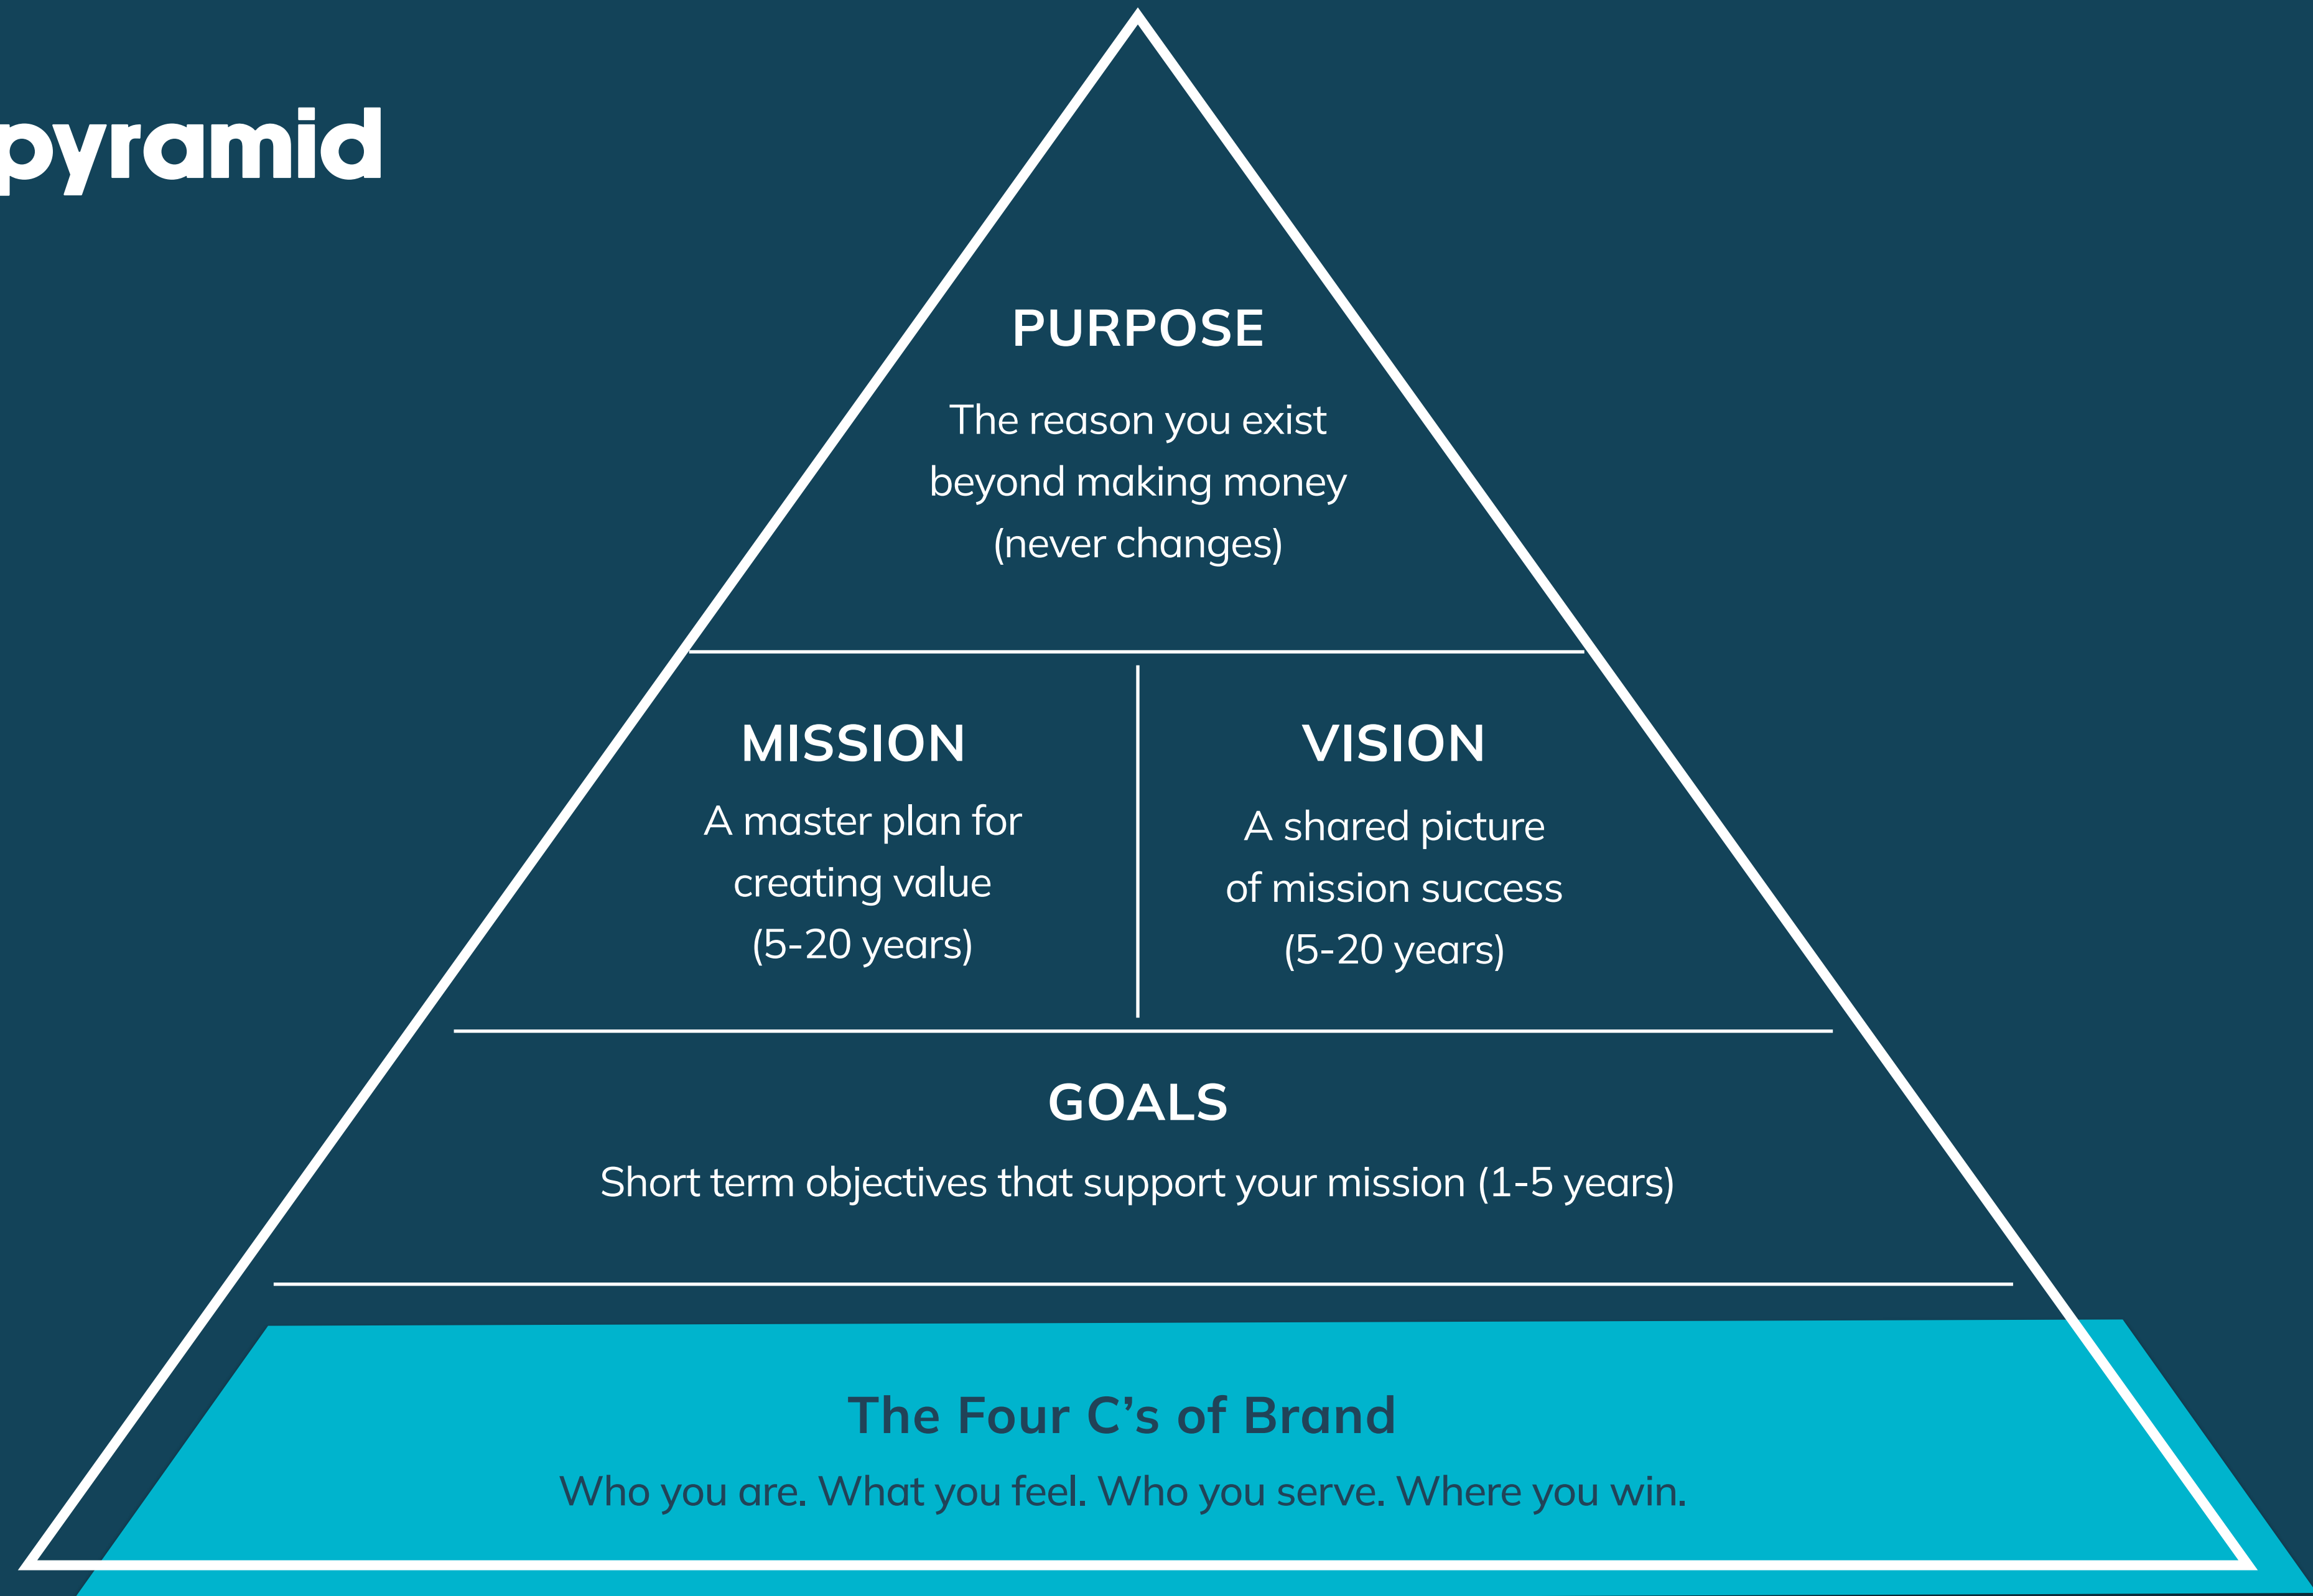 pyramid
PURPOSE
The reason you exist
beyond making money
(never changes)
MISSION
A master plan for
creating value
(5-20 years)
VISION
A shared picture
of mission success
(5-20 years)
GOALS
Short term objectives that support your mission (1-5 years)
The Four C’s of Brand
Who you are. What you feel. Who you serve. Where you win.